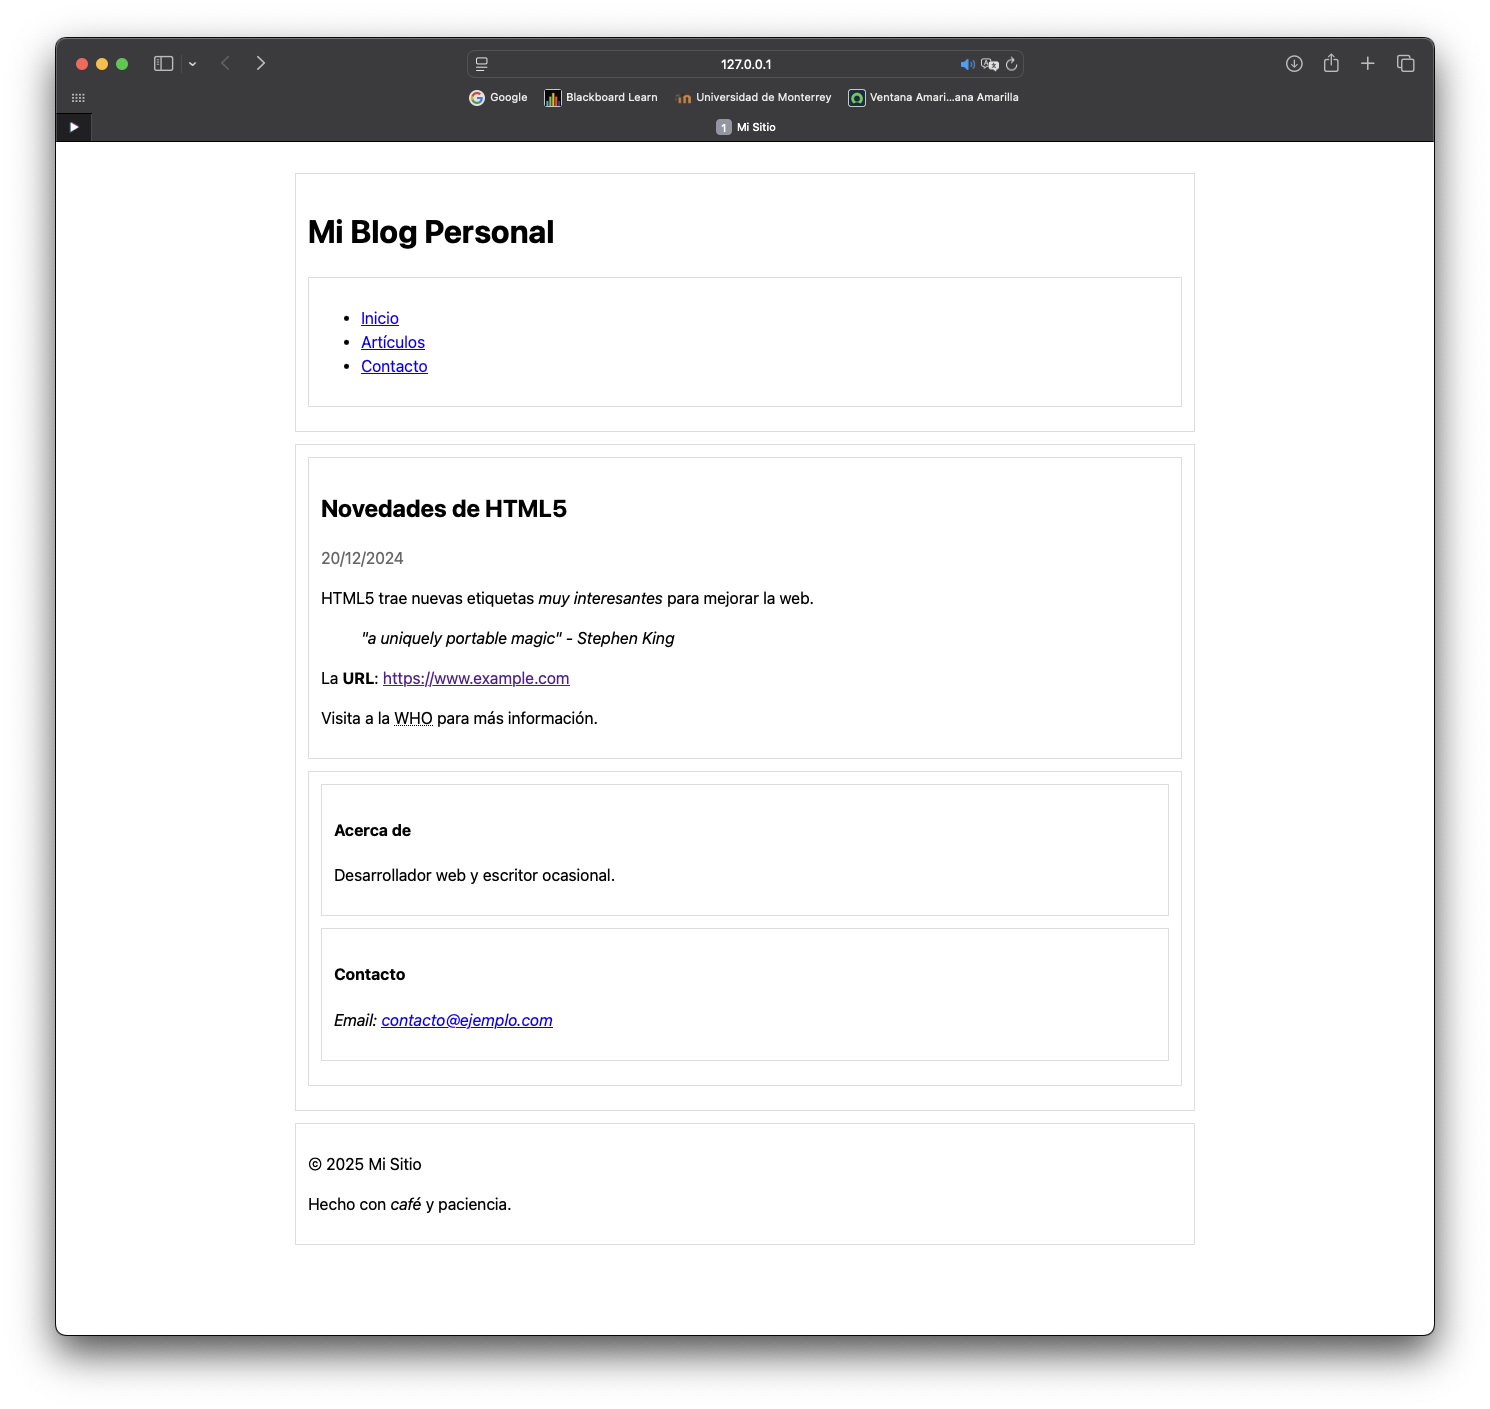 127.0.0.1
Google Blackboard Learn Universidad de Monterrey Ventana Amari...ana Amarilla
1 Mi Sitio
Mi Blog Personal
• Inicio
• Artículos
• Contacto
Novedades de HTML5
20/12/2024
HTML5 trae nuevas etiquetas muy interesantes para mejorar la web.
"a uniquely portable magic" - Stephen King
La URL: https://www.example.com
Visita a la WHO para más información.
Acerca de
Desarrollador web y escritor ocasional.
Contacto
Email: contacto@ejemplo.com
© 2025 Mi Sitio
Hecho con café y paciencia.